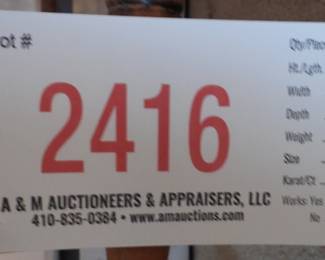 ot #
2416
A & M AUCTIONEERS & APPRAISERS, LLC
410-835-0384 • www.amauctions.com
Qty/Piec
Ht./Lgth.
Width
Depth
Weight
Size
Karat/Ct
Works: Yes
No